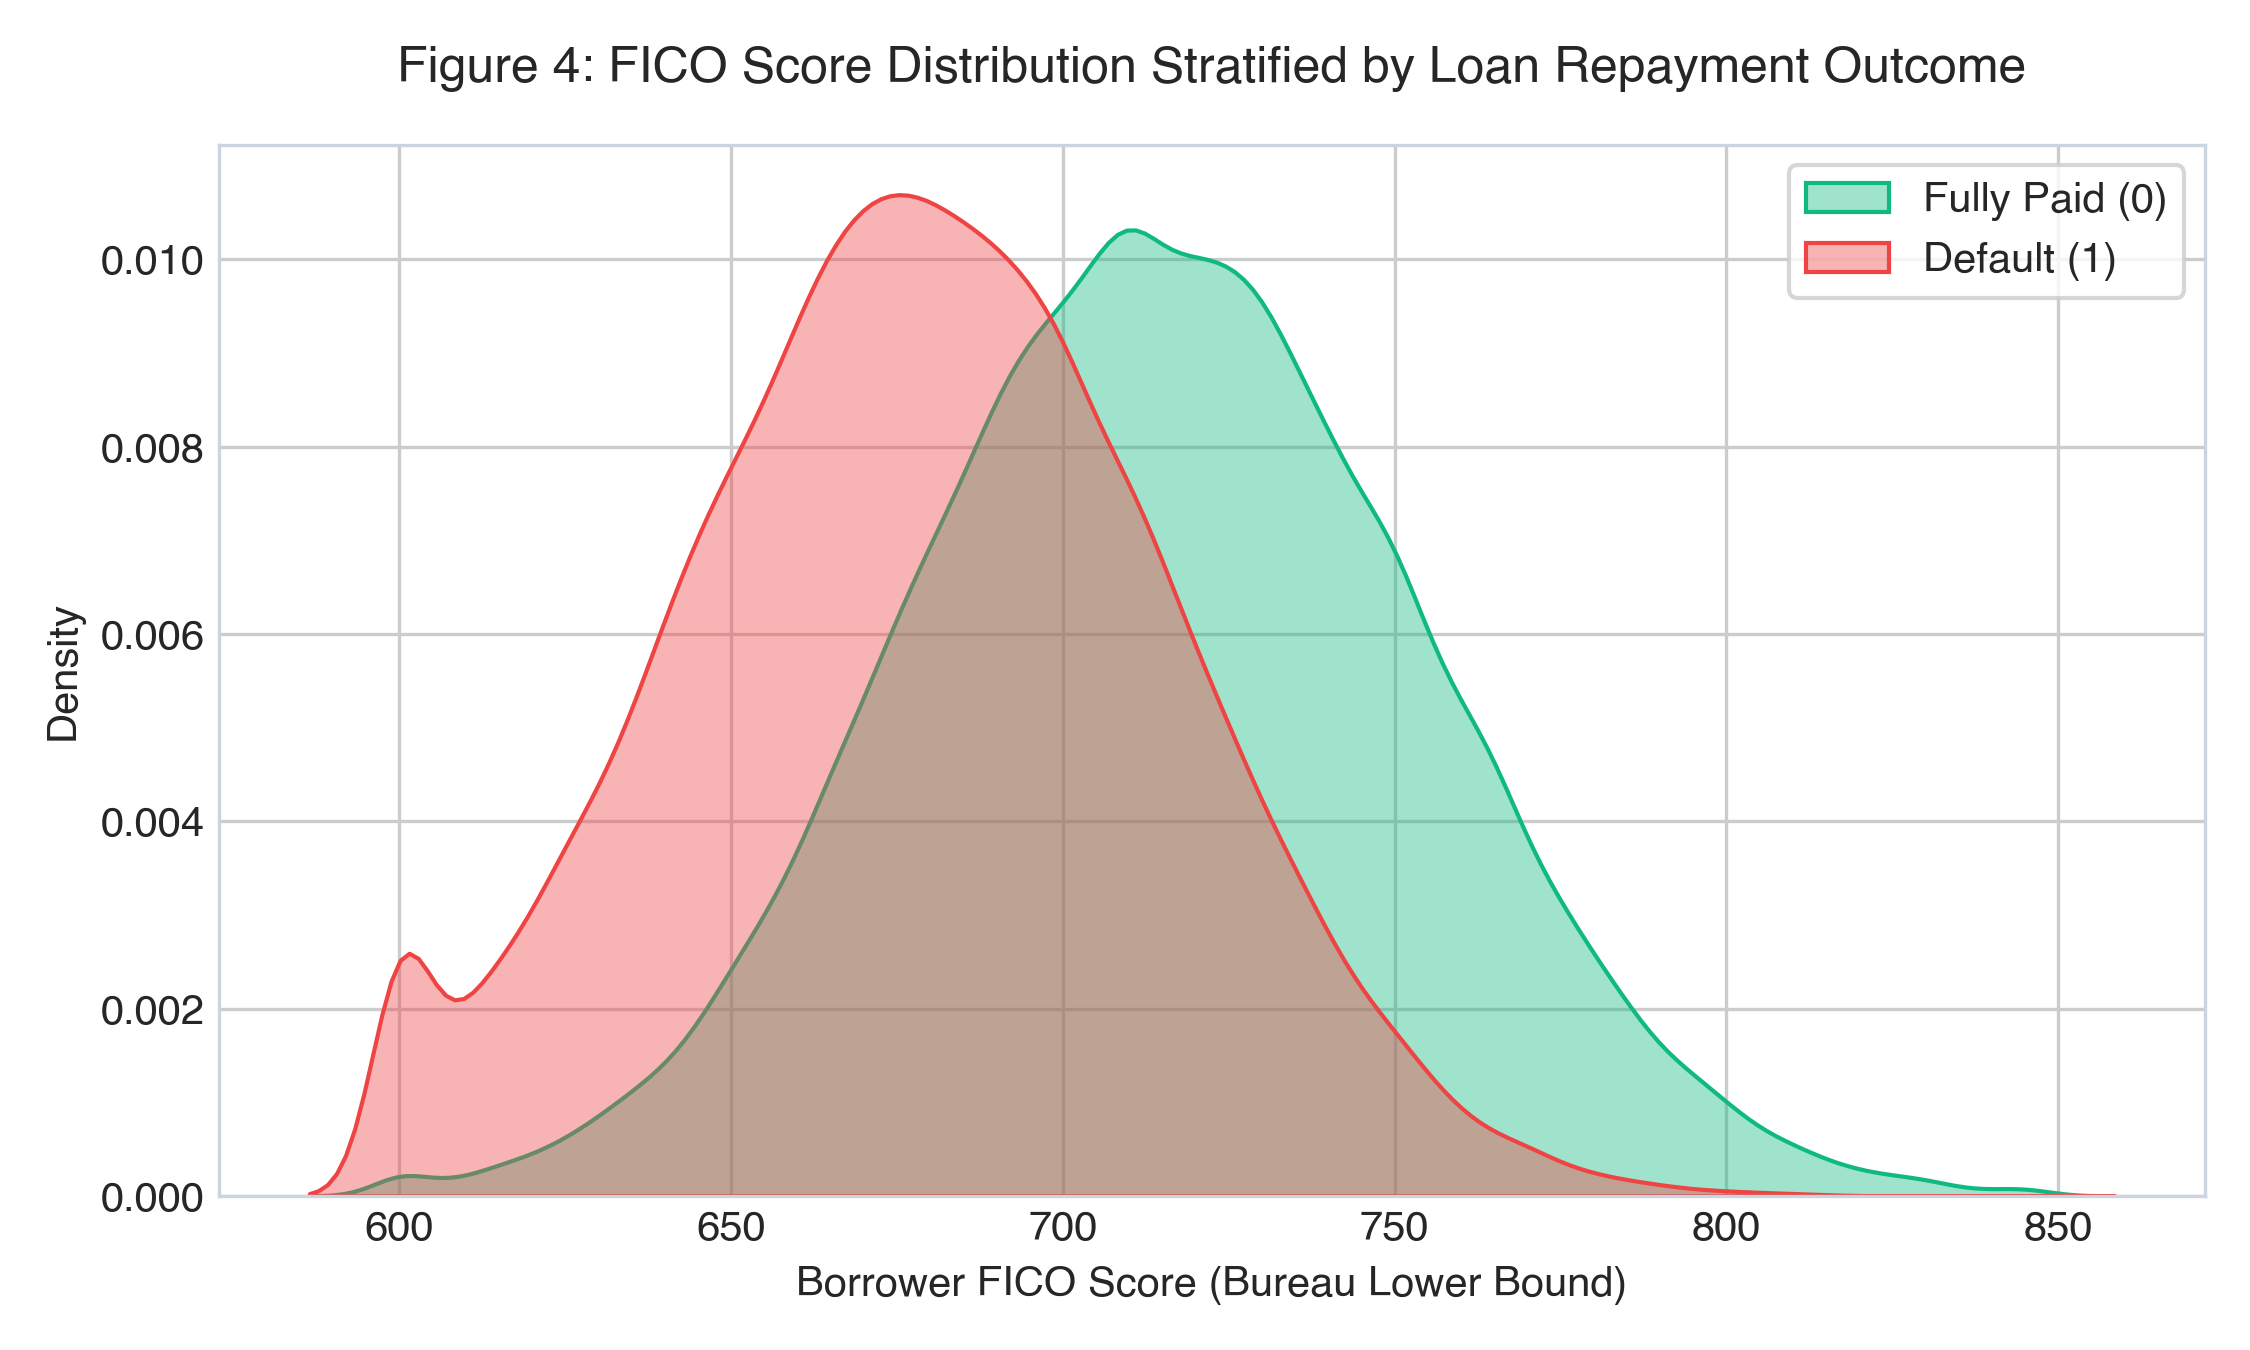 Figure 4: FICO Score Distribution Stratified by Loan Repayment Outcome
Fully Paid (0)
Default (1)
0.010
0.008
0.006
0.004
0.002
0.000
Density
600 650 700 750 800 850
Borrower FICO Score (Bureau Lower Bound)